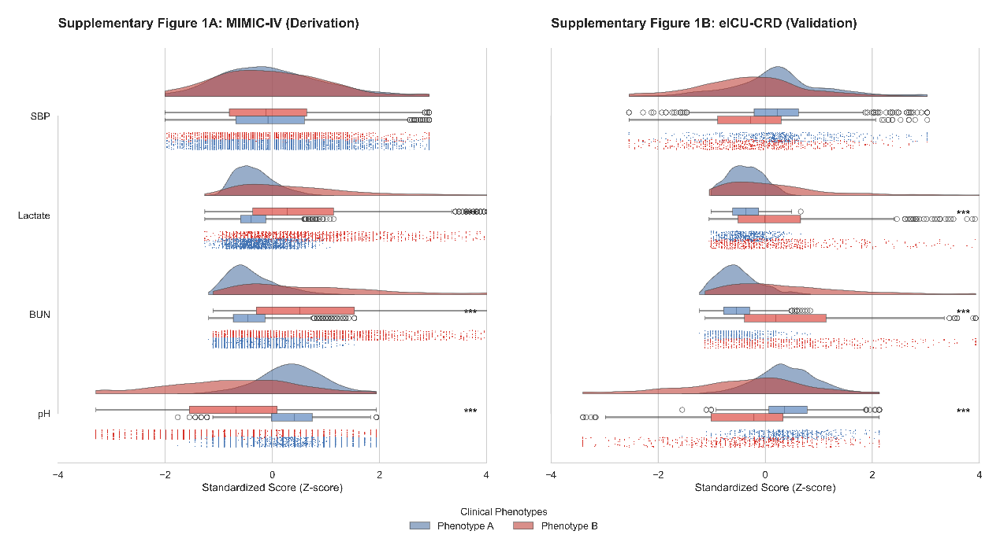 Supplementary Figure 1A: MIMIC-IV (Derivation)
Supplementary Figure 1B: eICU-CRD (Validation)
SBP
Lactate
***
***
BUN
***
***
pH
***
***
−4 −2 0 2 4
−4 −2 0 2 4
Standardized Score (Z-score)
Standardized Score (Z-score)
Clinical Phenotypes
Phenotype A Phenotype B